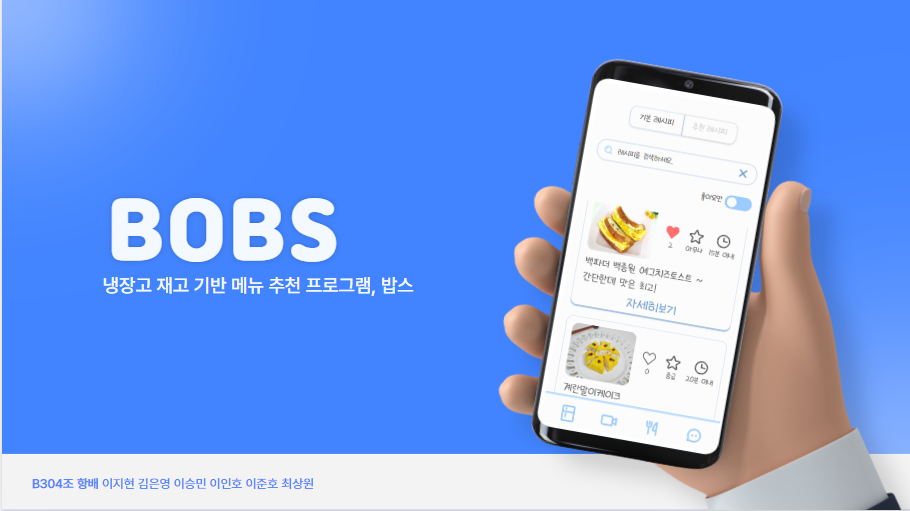 BOBS
냉장고 재고 기반 메뉴 추천 프로그램, 밥스
기본 레시피
추천 레시피
레시피를 검색하세요.
좋아요만
2
아무나
15분 이내
백파더 백종원 에그치즈토스트 ~
간단한데 맛은 최고!
자세히보기
0
중급
20분 이내
계란말이케이크
B304조 항배 이지현 김은영 이승민 이인호 이준호 최상원